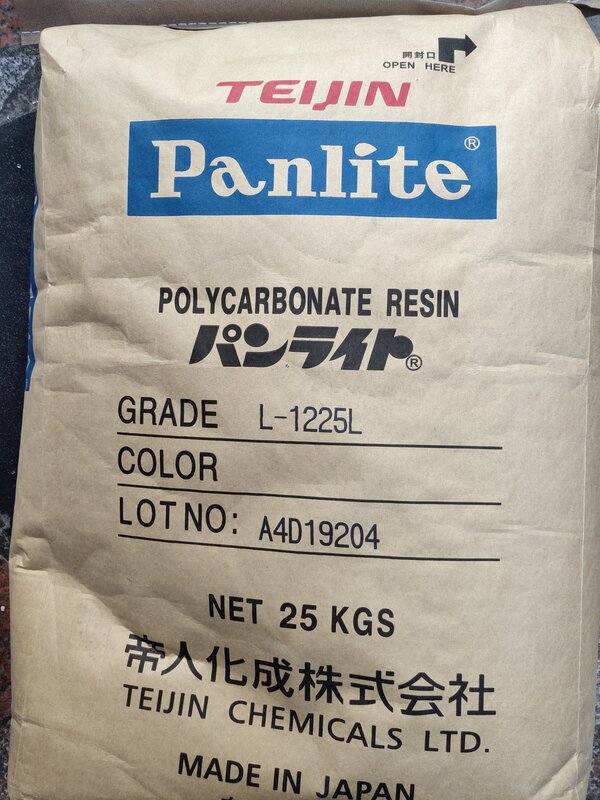 開封口
OPEN HERE
TEIJIN
Panlite®
POLYCARBONATE RESIN
パンライト®
GRADE L-1225L
COLOR
LOT NO: A4D19204
NET 25 KGS
帝人化成株式会社
TEIJIN CHEMICALS LTD.
MADE IN JAPAN